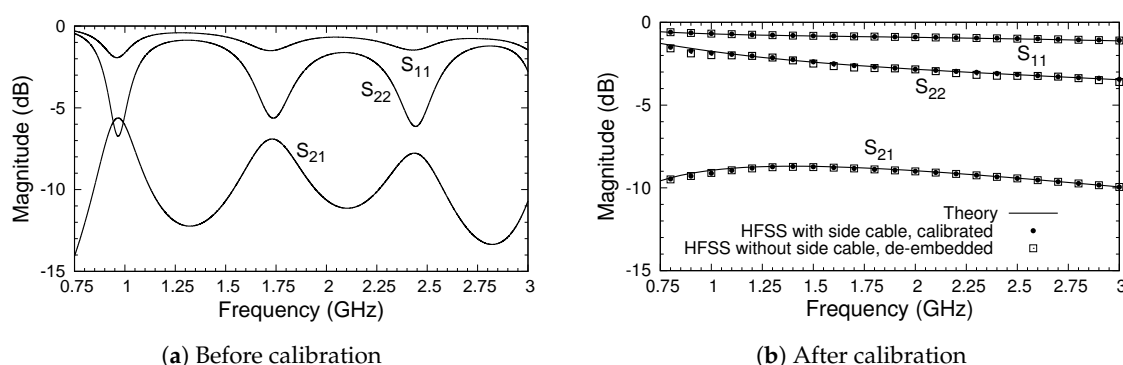 0
-5
-10
-15
Magnitude (dB)
S11
S22
S21
0.75 1 1.25 1.5 1.75 2 2.25 2.5 2.75 3
Frequency (GHz)
(a) Before calibration
0
-5
-10
-15
Magnitude (dB)
S11
S22
S21
Theory
HFSS with side cable, calibrated
HFSS without side cable, de-embedded
0.75 1 1.25 1.5 1.75 2 2.25 2.5 2.75 3
Frequency (GHz)
(b) After calibration